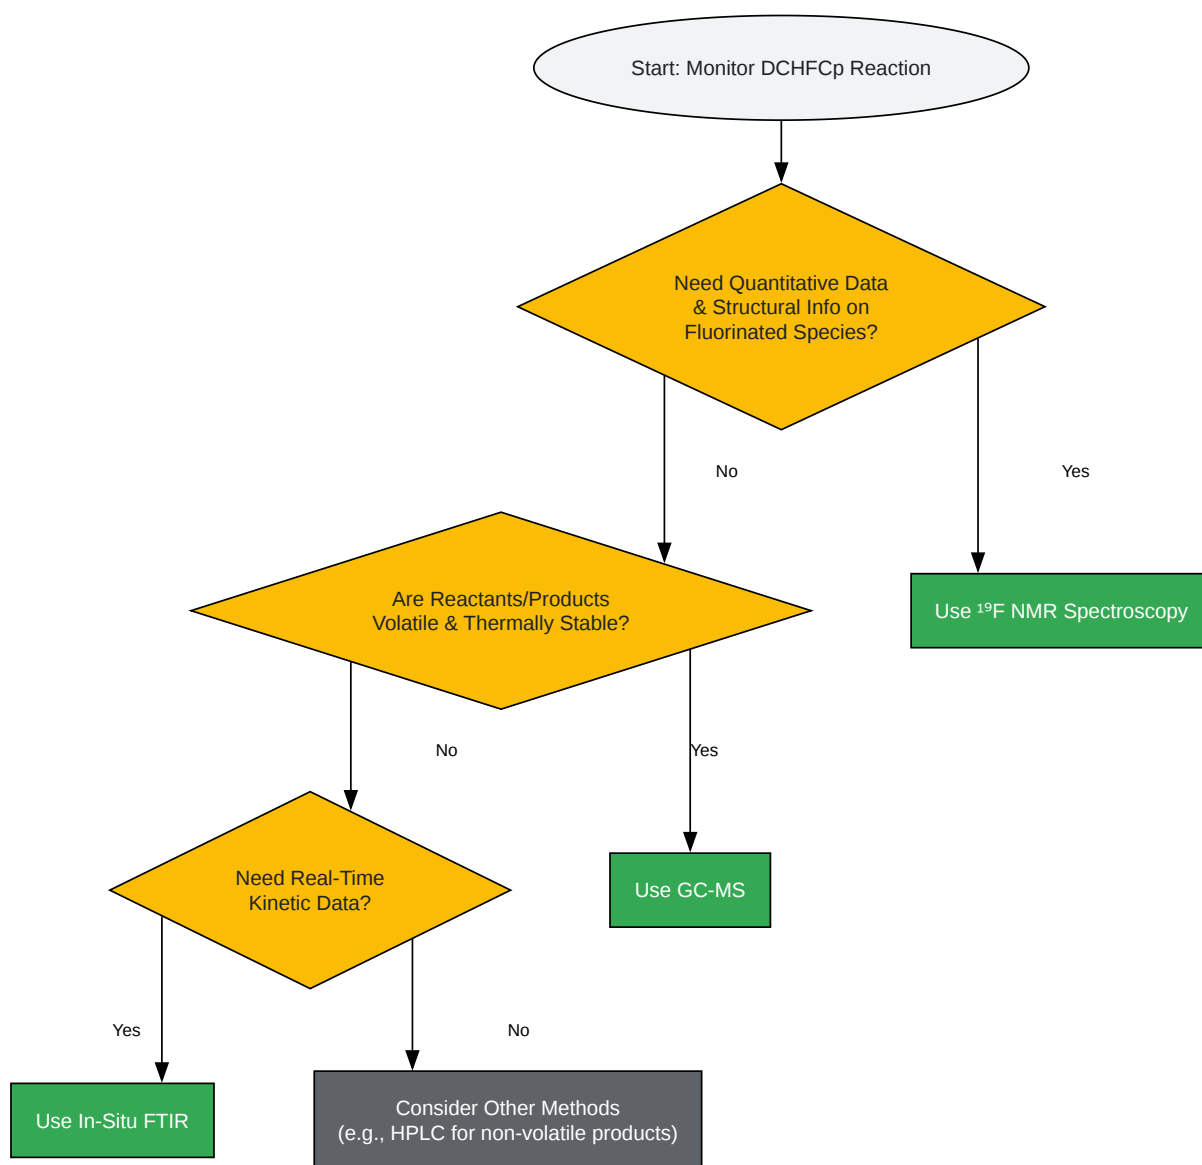 Start: Monitor DCHFCp Reaction
Need Quantitative Data
& Structural Info on
Fluorinated Species?
No
Yes
Are Reactants/Products
Volatile & Thermally Stable?
Use ¹⁹F NMR Spectroscopy
No
Yes
Need Real-Time
Kinetic Data?
Use GC-MS
Yes
No
Use In-Situ FTIR
Consider Other Methods
(e.g., HPLC for non-volatile products)